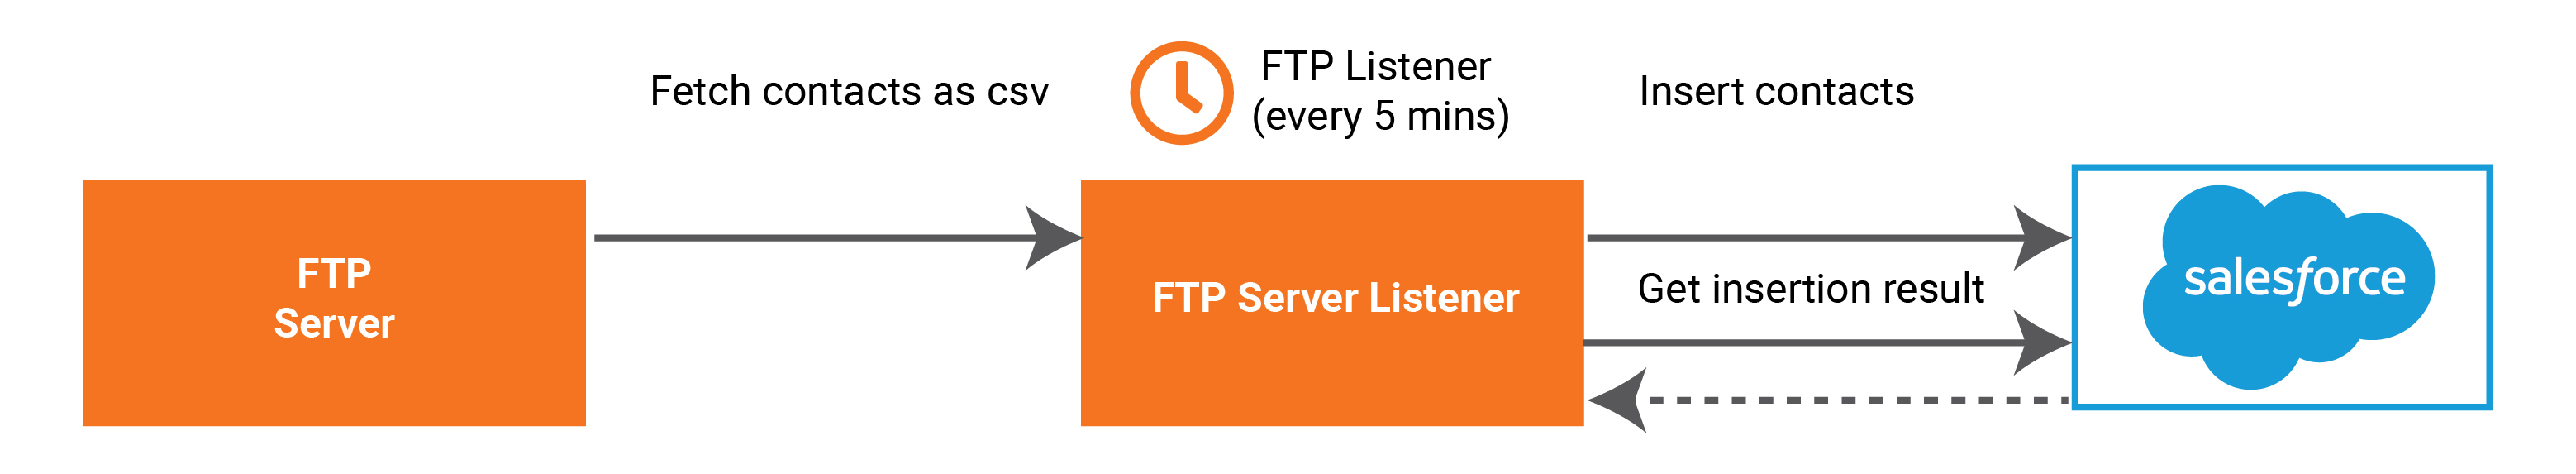 Fetch contacts as csv
FTP Listener
(every 5 mins)
Insert contacts
FTP
Server
FTP Server Listener
Get insertion result
salesforce